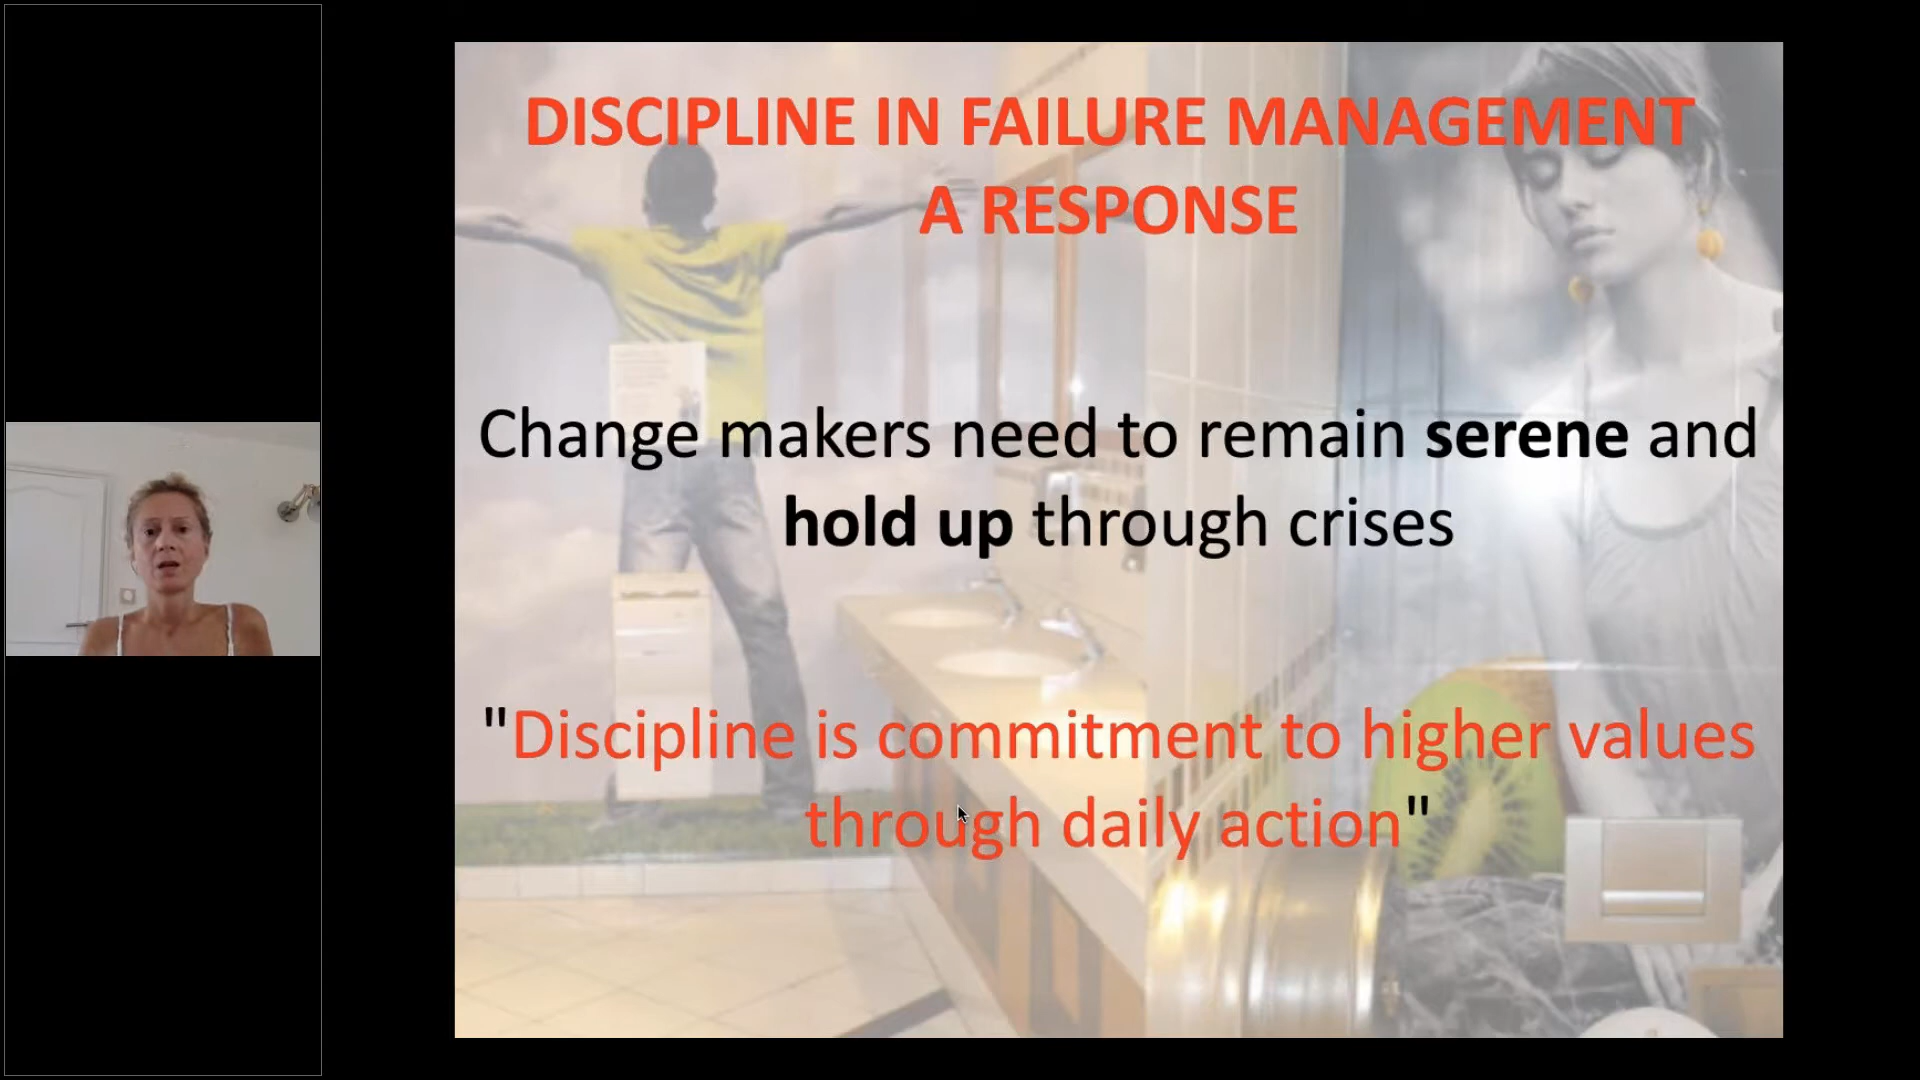 DISCIPLINE IN FAILURE MANAGEMENT
A RESPONSE
Change makers need to remain serene and
hold up through crises
"Discipline is commitment to higher values
through daily action"